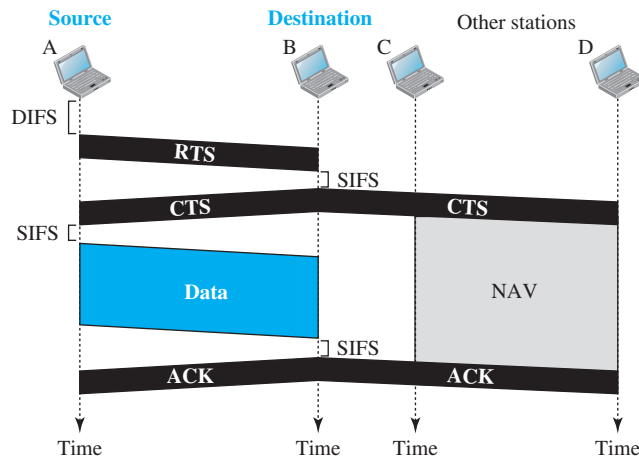 Source
Destination
Other stations
A
B
C
D
DIFS
RTS
SIFS
CTS
CTS
SIFS
Data
NAV
SIFS
ACK
ACK
Time
Time
Time
Time